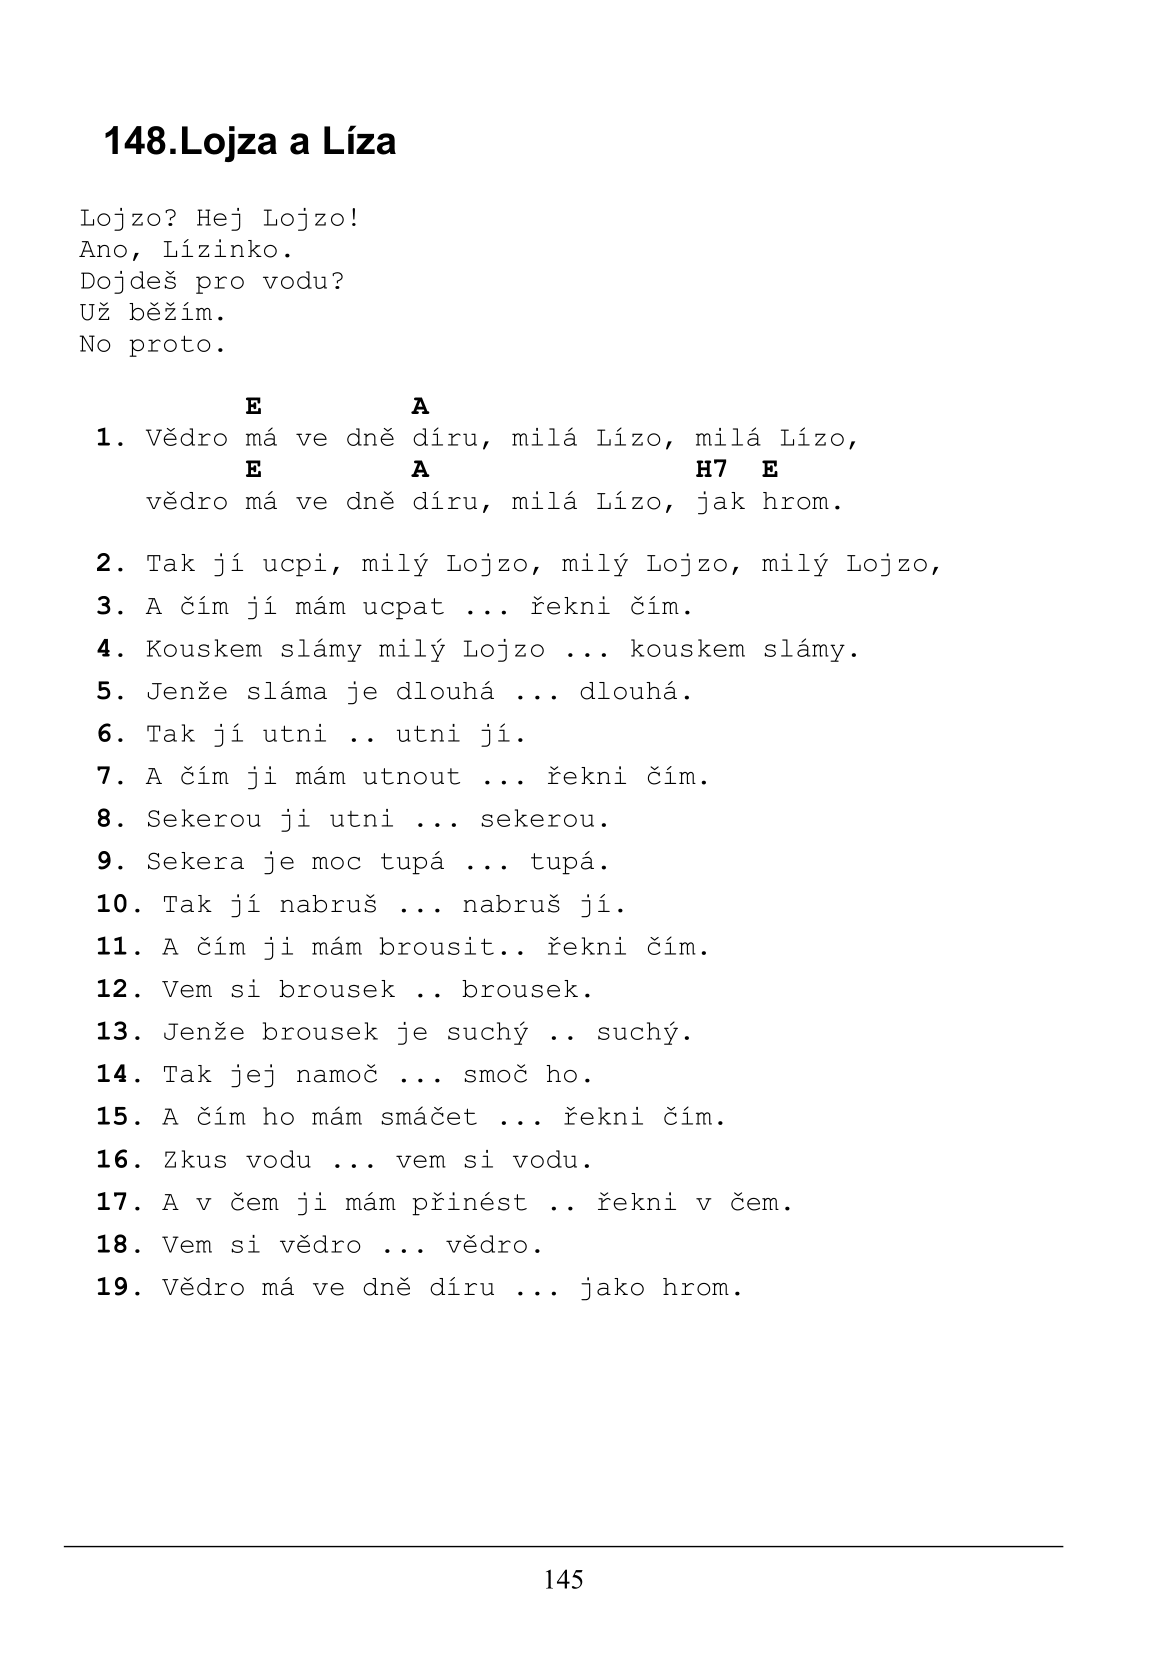 148.Lojza a Líza
Lojzo? Hej Lojzo!
Ano, Lízinko.
Dojdeš pro vodu?
Už běžím.
No proto.
E A
1. Vědro má ve dně díru, milá Lízo, milá Lízo,
E A H7 E
vědro má ve dně díru, milá Lízo, jak hrom.
2. Tak jí ucpi, milý Lojzo, milý Lojzo, milý Lojzo,
3. A čím jí mám ucpat ... řekni čím.
4. Kouskem slámy milý Lojzo ... kouskem slámy.
5. Jenže sláma je dlouhá ... dlouhá.
6. Tak jí utni .. utni jí.
7. A čím ji mám utnout ... řekni čím.
8. Sekerou ji utni ... sekerou.
9. Sekera je moc tupá ... tupá.
10. Tak jí nabruš ... nabruš jí.
11. A čím ji mám brousit.. řekni čím.
12. Vem si brousek .. brousek.
13. Jenže brousek je suchý .. suchý.
14. Tak jej namoč ... smoč ho.
15. A čím ho mám smáčet ... řekni čím.
16. Zkus vodu ... vem si vodu.
17. A v čem ji mám přinést .. řekni v čem.
18. Vem si vědro ... vědro.
19. Vědro má ve dně díru ... jako hrom.
145